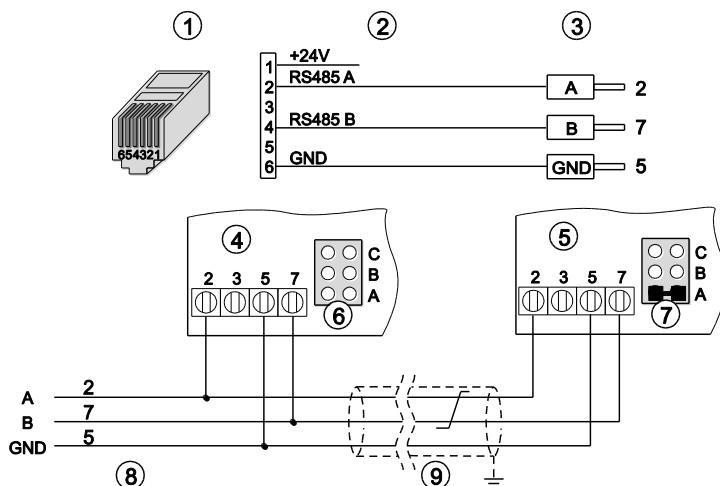 1 2 3
654321
1 +24V
2 RS485 A A 2
3
4 RS485 B B 7
5
6 GND GND 5
4 5
2 3 5 7
C
B
A
6
2 3 5 7
C
B
A
7
A 2
B 7
GND 5
8 9